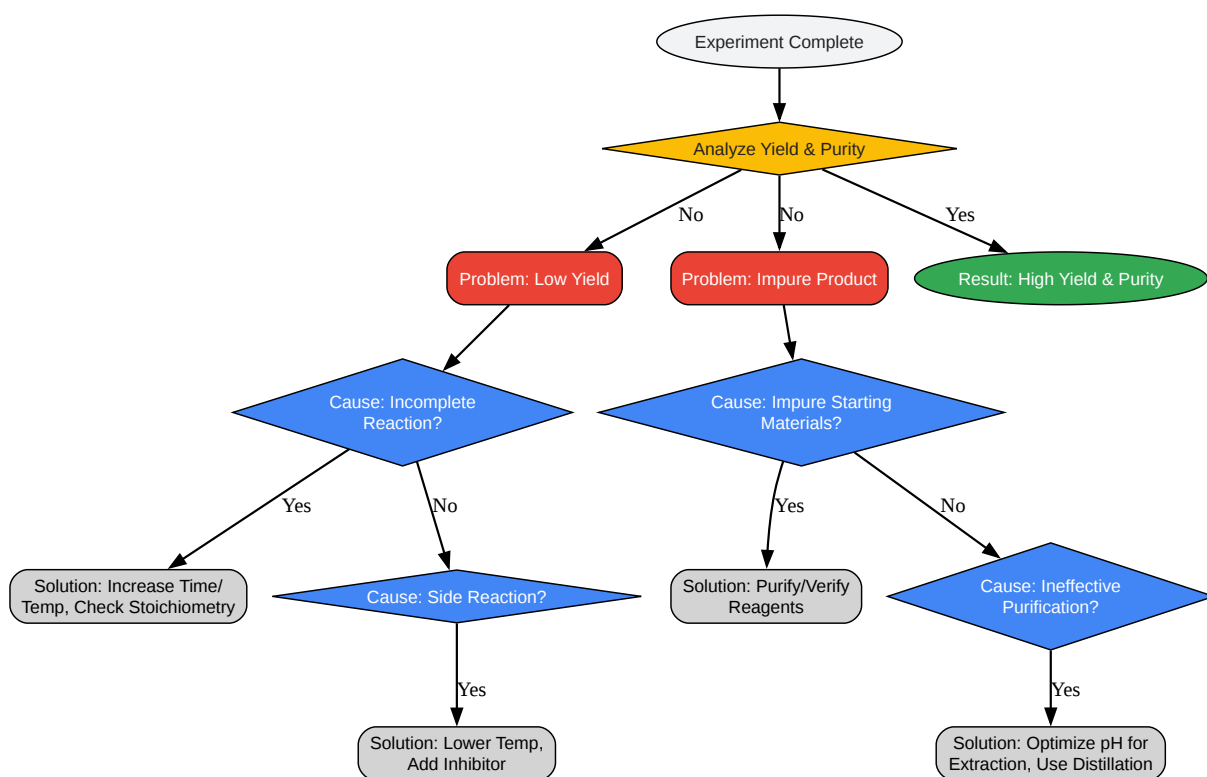 Experiment Complete
Analyze Yield & Purity
No
No
Yes
Problem: Low Yield
Problem: Impure Product
Result: High Yield & Purity
Cause: Incomplete
Reaction?
Cause: Impure Starting
Materials?
Yes
No
Yes
No
Solution: Increase Time/
Temp, Check Stoichiometry
Cause: Side Reaction?
Solution: Purify/Verify
Reagents
Cause: Ineffective
Purification?
Yes
Yes
Solution: Lower Temp,
Add Inhibitor
Solution: Optimize pH for
Extraction, Use Distillation